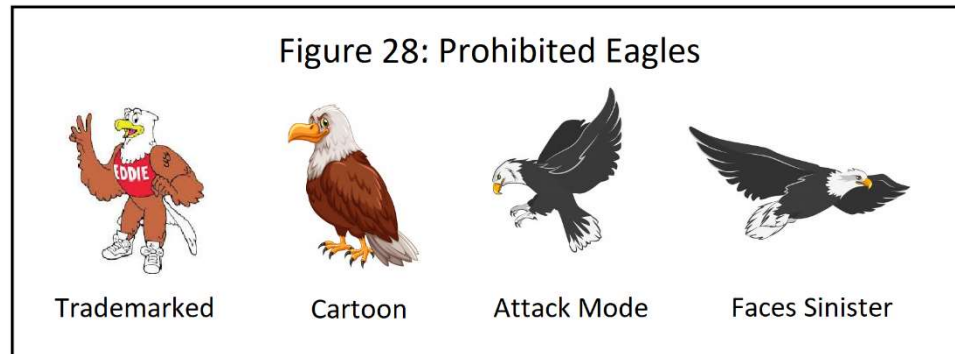 Figure 28: Prohibited Eagles
EDDIE
Trademarked
Cartoon
Attack Mode
Faces Sinister